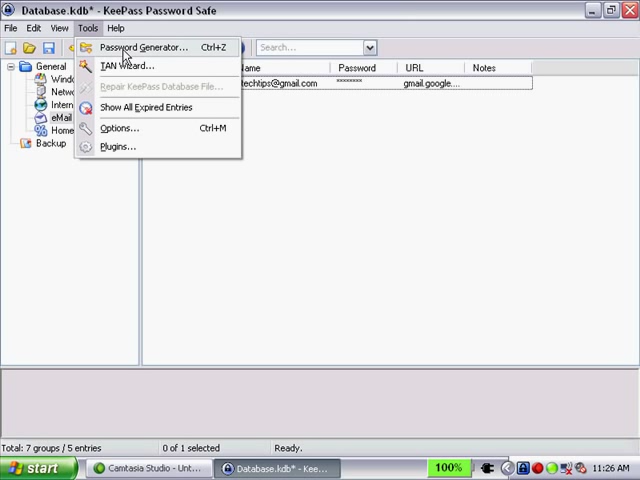 Database.kdb* - KeePass Password Safe
File Edit View Tools Help
Password Generator... Ctrl+Z
Search...
TAN Wizard...
Repair KeePass Database File...
Show All Expired Entries
Options... Ctrl+M
Plugins...
General
Windo
Netw
Intern
eMail
Home
Backup
Password URL Notes
techtips@gmail.com ******** gmail.google....
Total: 7 groups / 5 entries 0 of 1 selected Ready.
start Camtasia Studio - Unt... Database.kdb* - Kee... 100% 11:26 AM